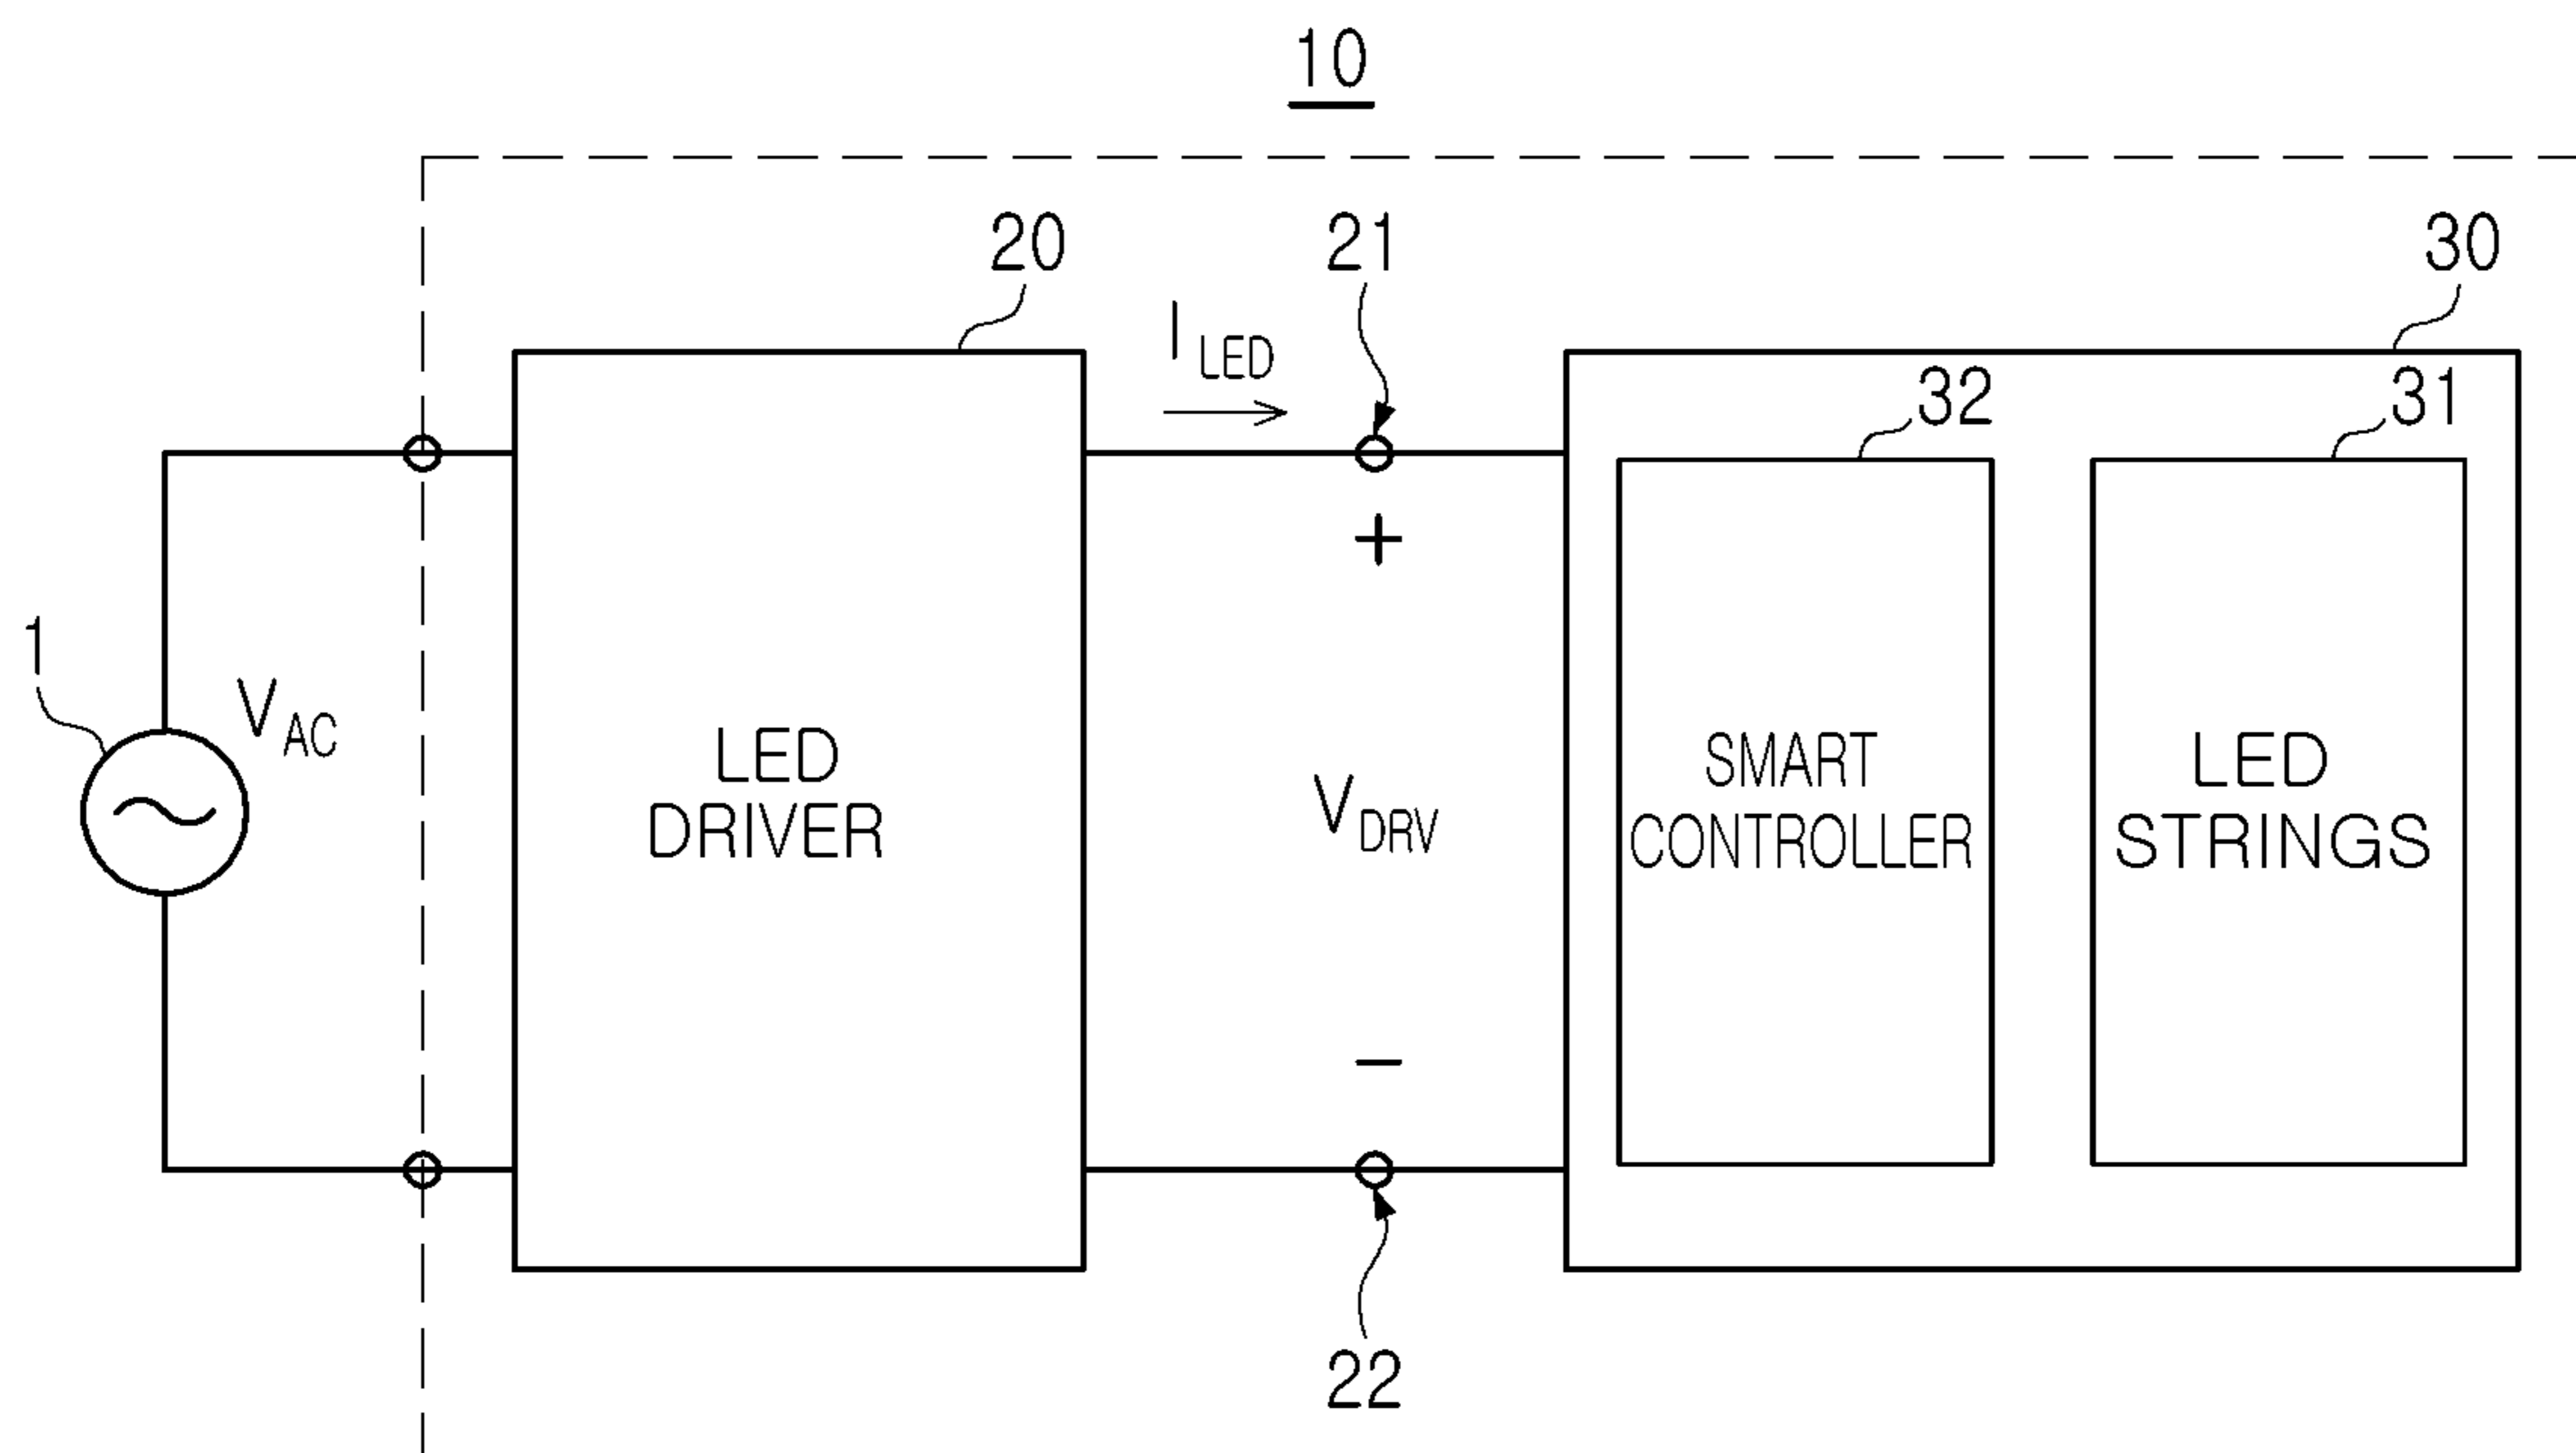 10
20
21
30
I LED
32
31
1
V AC
+
LED
DRIVER
V DRV
SMART
CONTROLLER
LED
STRINGS
−
22